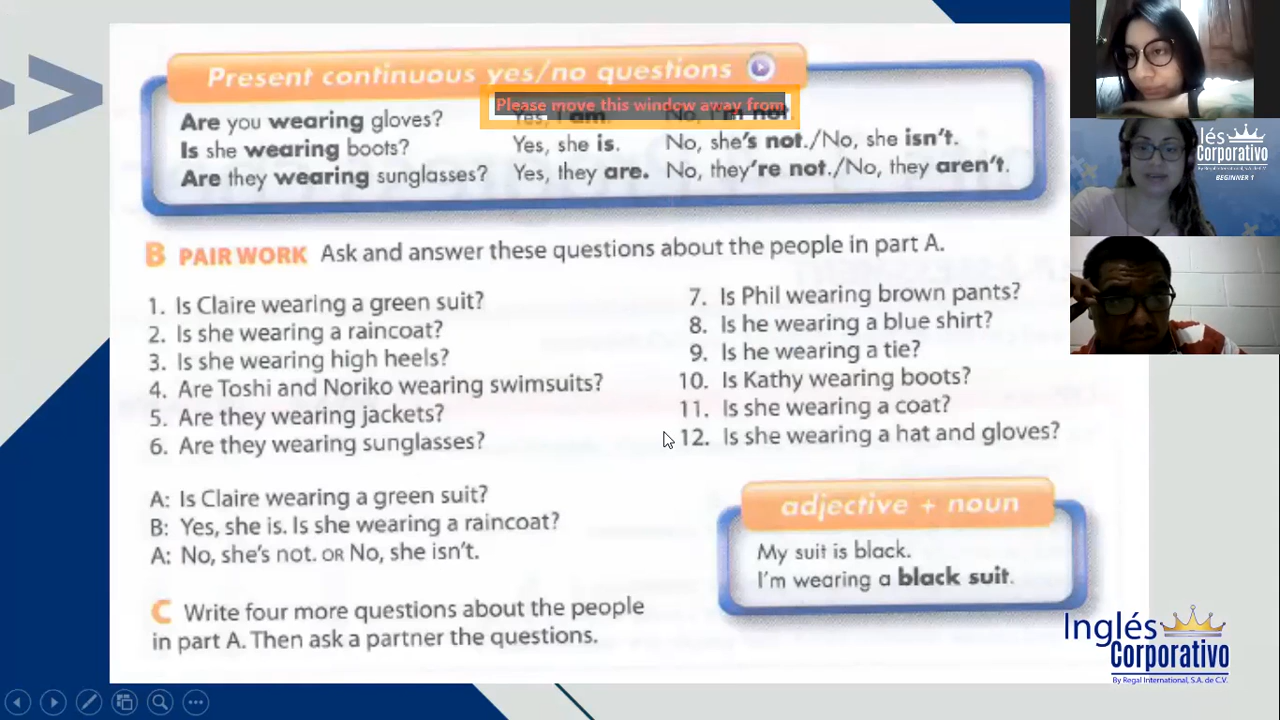 Present continuous yes/no questions
Please move this window away from
Are you wearing gloves? Yes, I am. No, I'm not.
Is she wearing boots? Yes, she is. No, she's not./No, she isn't.
Are they wearing sunglasses? Yes, they are. No, they're not./No, they aren't.
B PAIR WORK Ask and answer these questions about the people in part A.
1. Is Claire wearing a green suit?
2. Is she wearing a raincoat?
3. Is she wearing high heels?
4. Are Toshi and Noriko wearing swimsuits?
5. Are they wearing jackets?
6. Are they wearing sunglasses?
7. Is Phil wearing brown pants?
8. Is he wearing a blue shirt?
9. Is he wearing a tie?
10. Is Kathy wearing boots?
11. Is she wearing a coat?
12. Is she wearing a hat and gloves?
A: Is Claire wearing a green suit?
B: Yes, she is. Is she wearing a raincoat?
A: No, she's not. OR No, she isn't.
C Write four more questions about the people
in part A. Then ask a partner the questions.
adjective + noun
My suit is black.
I'm wearing a black suit.
lés
Corporativo
By Regal International, S.A. de C.V.
BEGINNER 1
Inglés
Corporativo
By Regal International, S.A. de C.V.